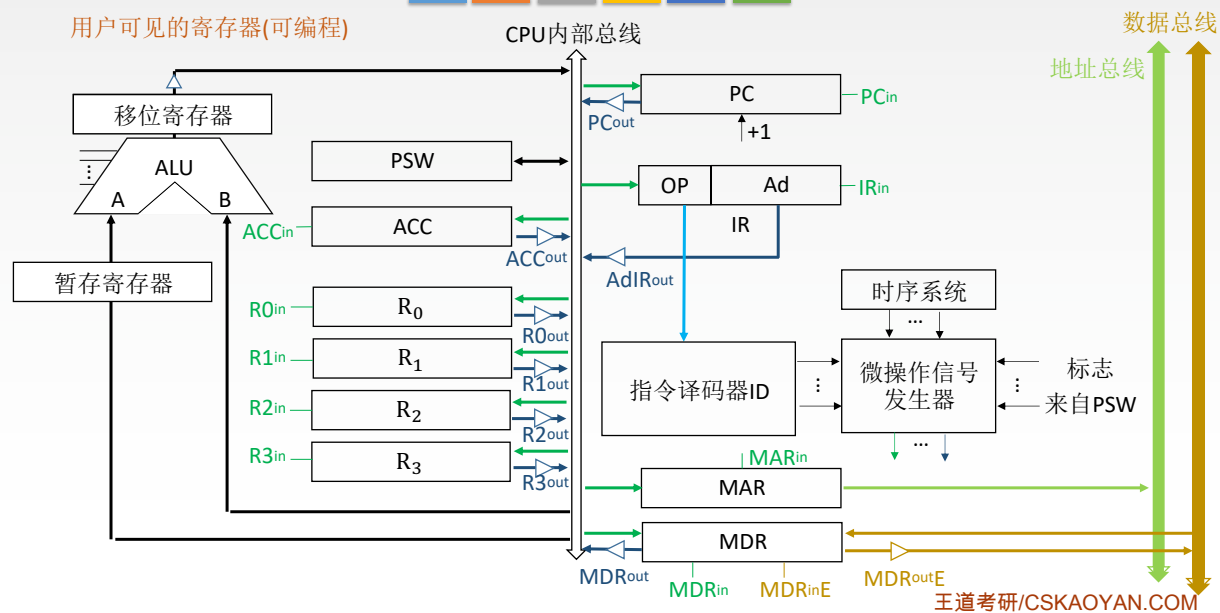 用户可见的寄存器(可编程)
CPU内部总线
数据总线
地址总线
移位寄存器
PC
PCin
PCout
+1
ALU
A
B
PSW
OP
Ad
IRin
IR
ACCin
ACC
ACCout
AdIRout
暂存寄存器
时序系统
...
R0in
R0
R0out
R1in
R1
R1out
指令译码器ID
微操作信号
发生器
标志
来自PSW
R2in
R2
R2out
...
R3in
R3
R3out
MARin
MAR
MDR
MDRout
MDRin
MDRinE
MDRoutE
王道考研/CSKAOYAN.COM